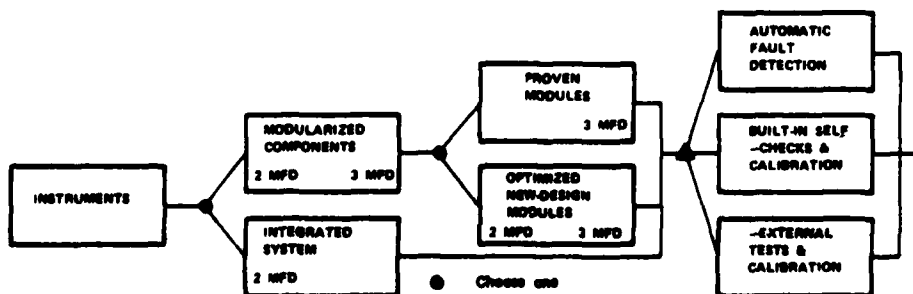 AUTOMATIC
FAULT
DETECTION
PROVEN
MODULES
3 MFD
MODULARIZED
COMPONENTS
2 MFD 3 MFD
BUILT-IN SELF
-CHECKS &
CALIBRATION
OPTIMIZED
NEW-DESIGN
MODULES
2 MFD 3 MFD
INSTRUMENTS
INTEGRATED
SYSTEM
2 MFD
-EXTERNAL
TESTS &
CALIBRATION
Choose one